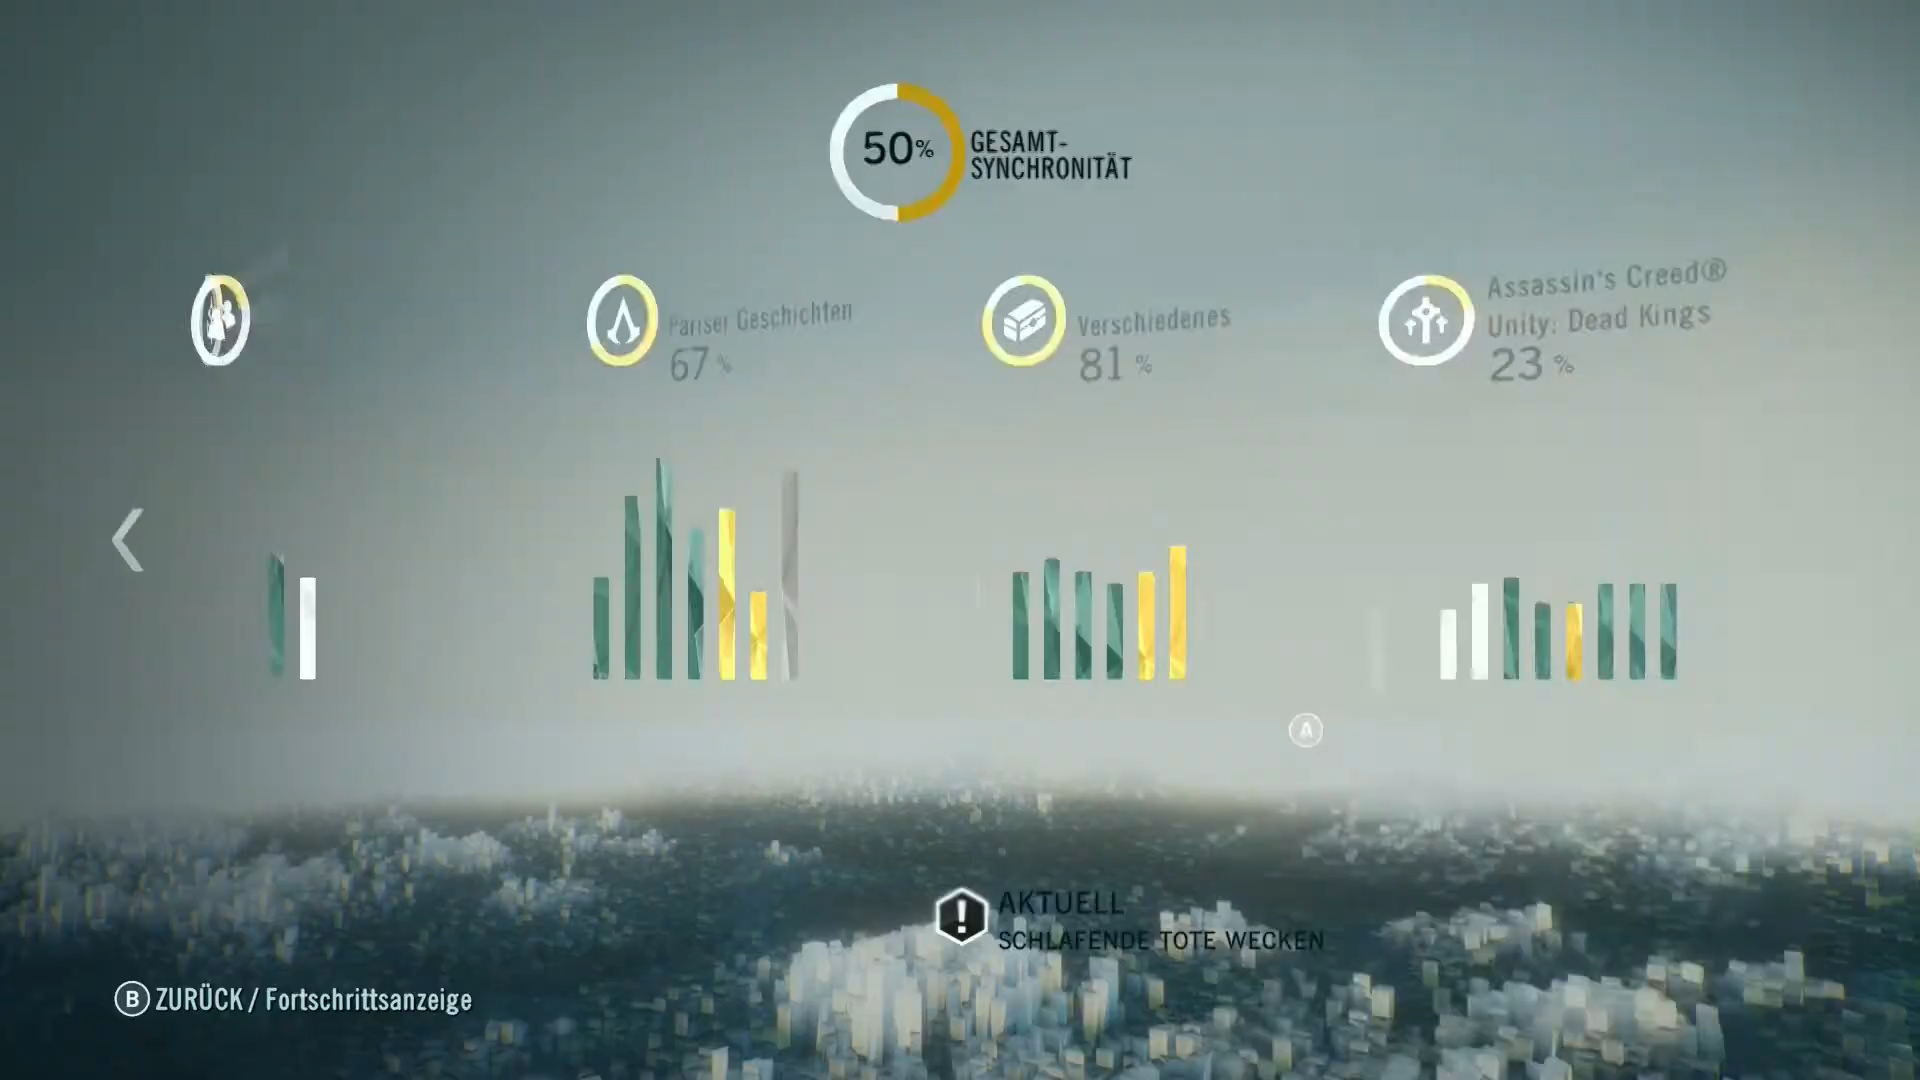 50%
GESAMT-
SYNCHRONITÄT
Pariser Geschichten
67 %
Verschiedenes
81 %
Assassin's Creed®
Unity: Dead Kings
23 %
A
!
AKTUELL
SCHLAFENDE TOTE WECKEN
B ZURÜCK / Fortschrittsanzeige